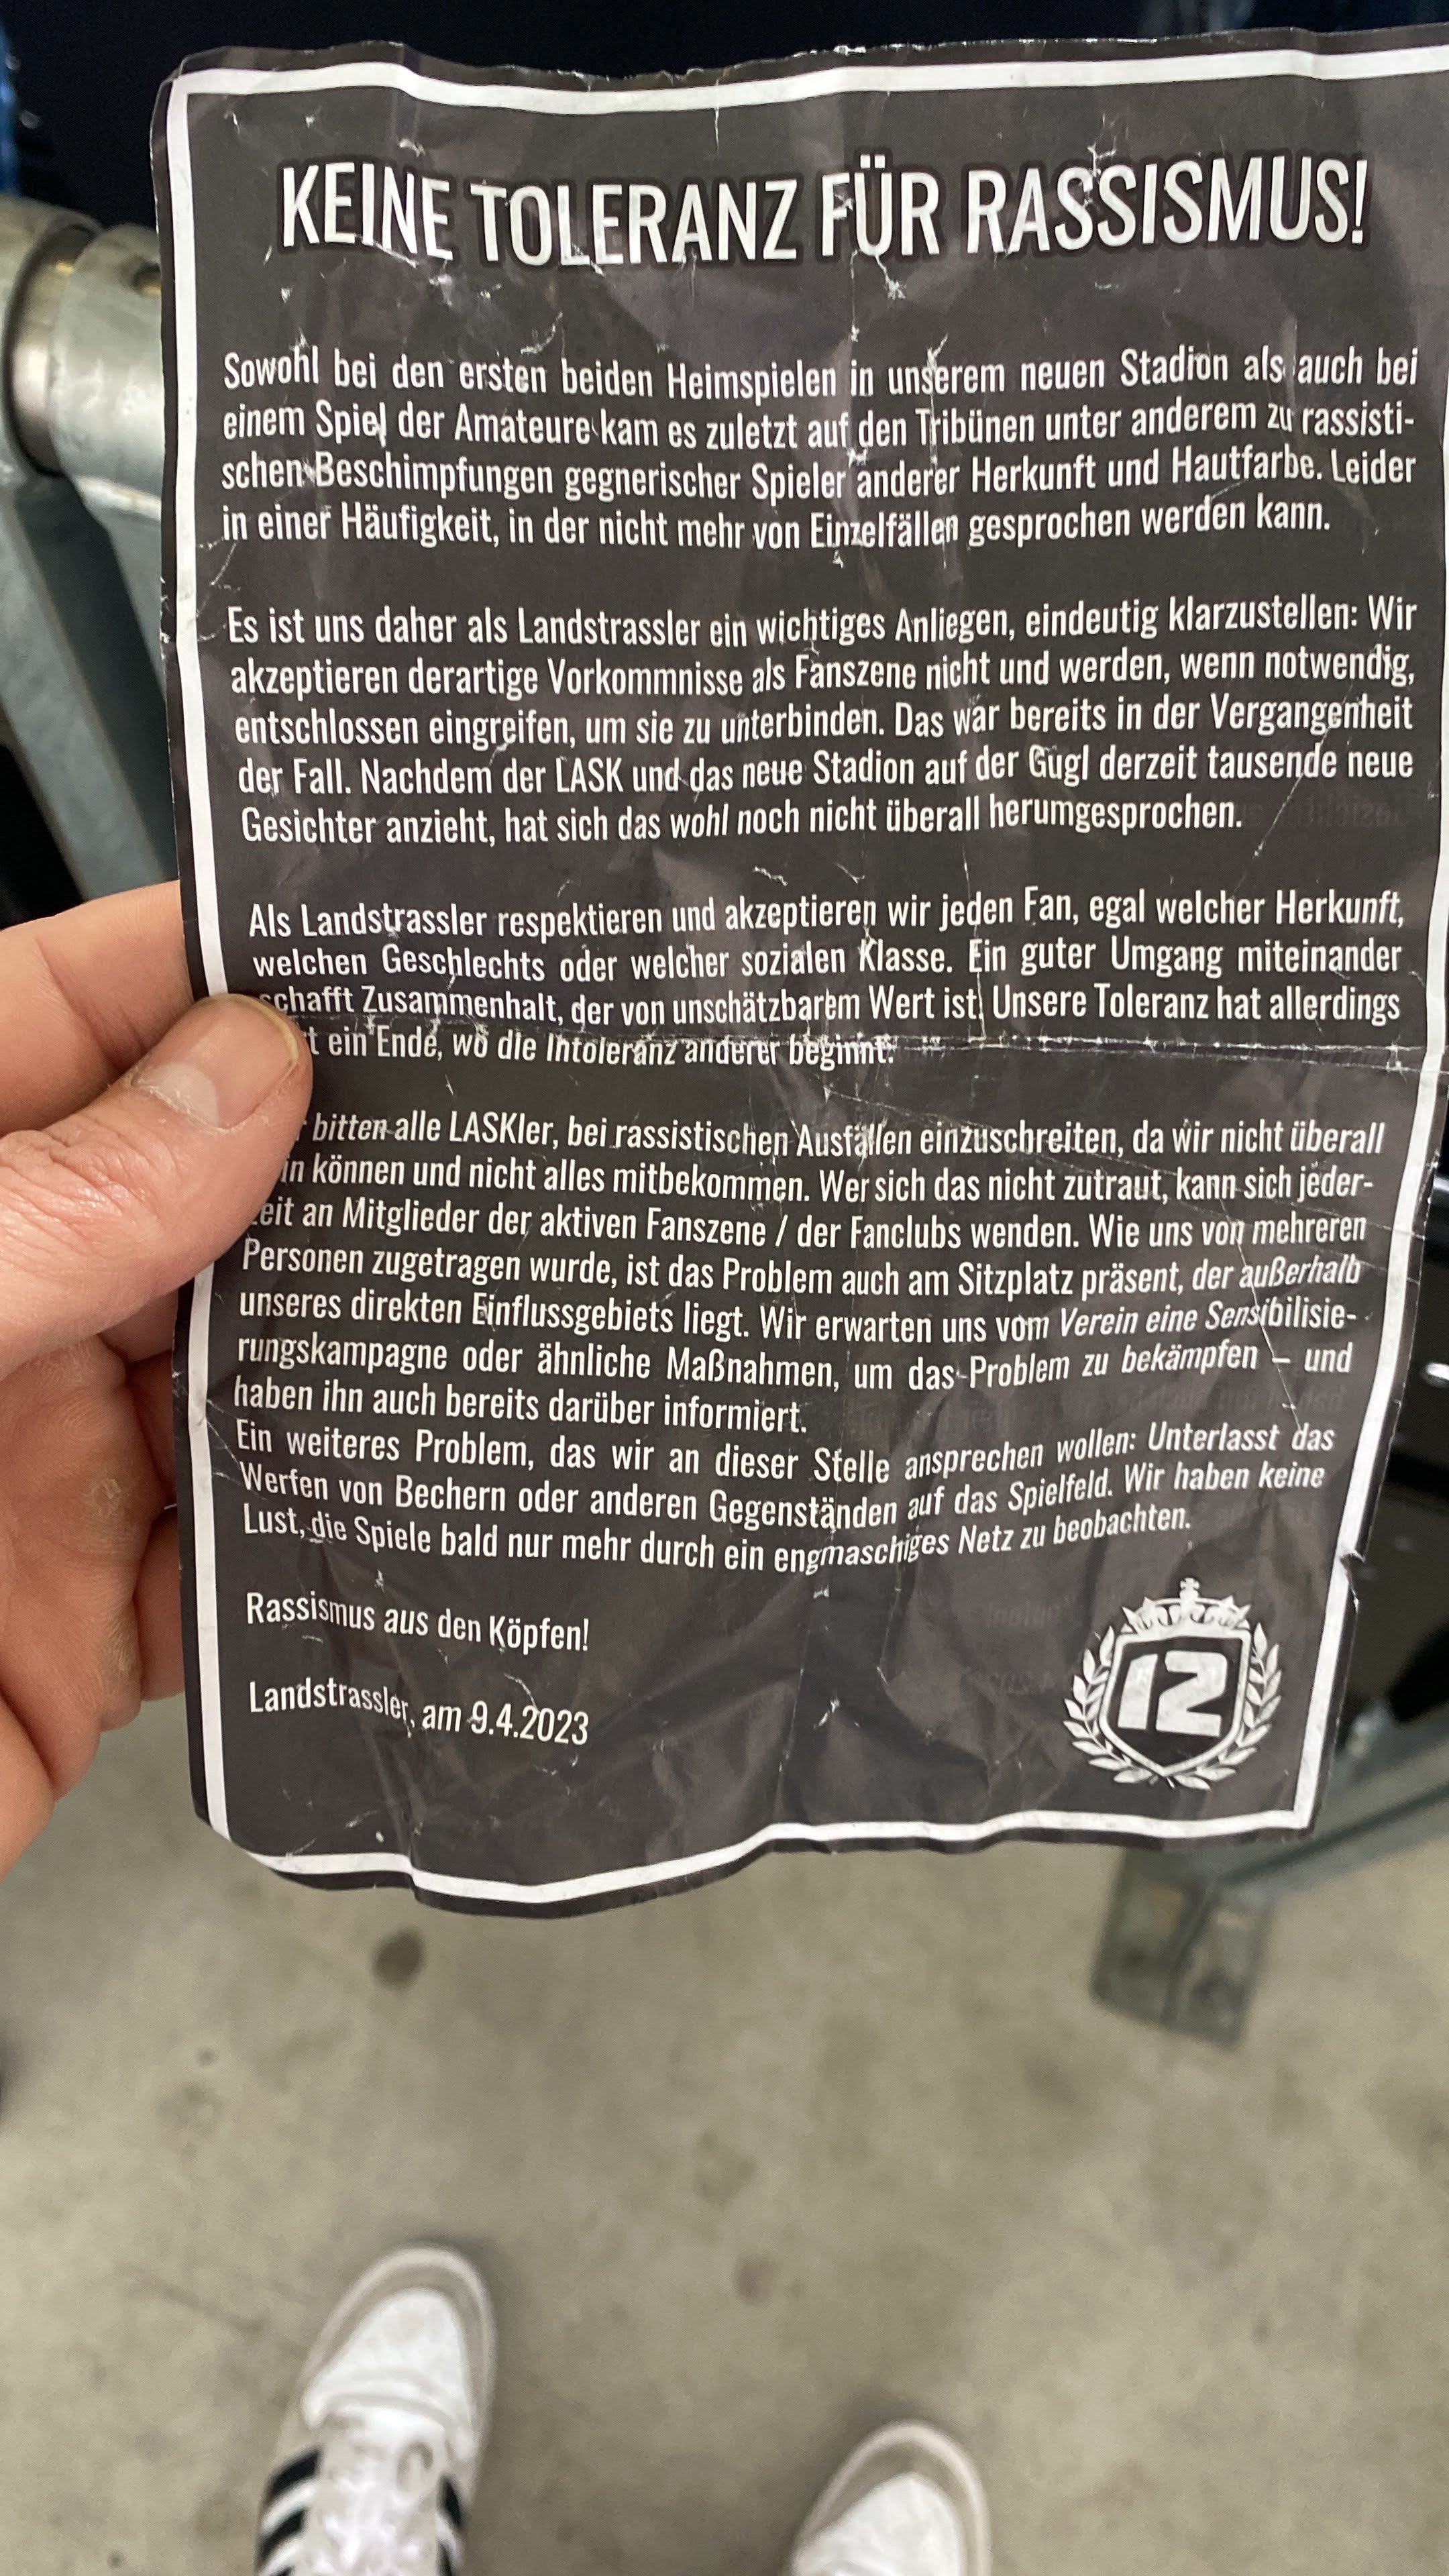 KEINE TOLERANZ FÜR RASSISMUS!
Sowohl bei den ersten beiden Heimspielen in unserem neuen Stadion als auch bei
einem Spiel der Amateure kam es zuletzt auf den Tribünen unter anderem zu rassisti-
schen Beschimpfungen gegnerischer Spieler anderer Herkunft und Hautfarbe. Leider
in einer Häufigkeit, in der nicht mehr von Einzelfällen gesprochen werden kann.
Es ist uns daher als Landstrassler ein wichtiges Anliegen, eindeutig klarzustellen: Wir
akzeptieren derartige Vorkommnisse als Fanszene nicht und werden, wenn notwendig,
entschlossen eingreifen, um sie zu unterbinden. Das war bereits in der Vergangenheit
der Fall. Nachdem der LASK und das neue Stadion auf der Gugl derzeit tausende neue
Gesichter anzieht, hat sich das wohl noch nicht überall herumgesprochen.
Als Landstrassler respektieren und akzeptieren wir jeden Fan, egal welcher Herkunft,
welchen Geschlechts oder welcher sozialen Klasse. Ein guter Umgang miteinander
schafft Zusammenhalt, der von unschätzbarem Wert ist. Unsere Toleranz hat allerdings
t ein Ende, wo die Intoleranz anderer beginnt.
bitten alle LASKler, bei rassistischen Ausfällen einzuschreiten, da wir nicht überall
in können und nicht alles mitbekommen. Wer sich das nicht zutraut, kann sich jeder-
zeit an Mitglieder der aktiven Fanszene / der Fanclubs wenden. Wie uns von mehreren
Personen zugetragen wurde, ist das Problem auch am Sitzplatz präsent, der außerhalb
unseres direkten Einflussgebiets liegt. Wir erwarten uns vom Verein eine Sensibilisie-
rungskampagne oder ähnliche Maßnahmen, um das Problem zu bekämpfen – und
haben ihn auch bereits darüber informiert.
Ein weiteres Problem, das wir an dieser Stelle ansprechen wollen: Unterlasst das
Werfen von Bechern oder anderen Gegenständen auf das Spielfeld. Wir haben keine
Lust, die Spiele bald nur mehr durch ein engmaschiges Netz zu beobachten.
Rassismus aus den Köpfen!
Landstrassler, am 9.4.2023
12